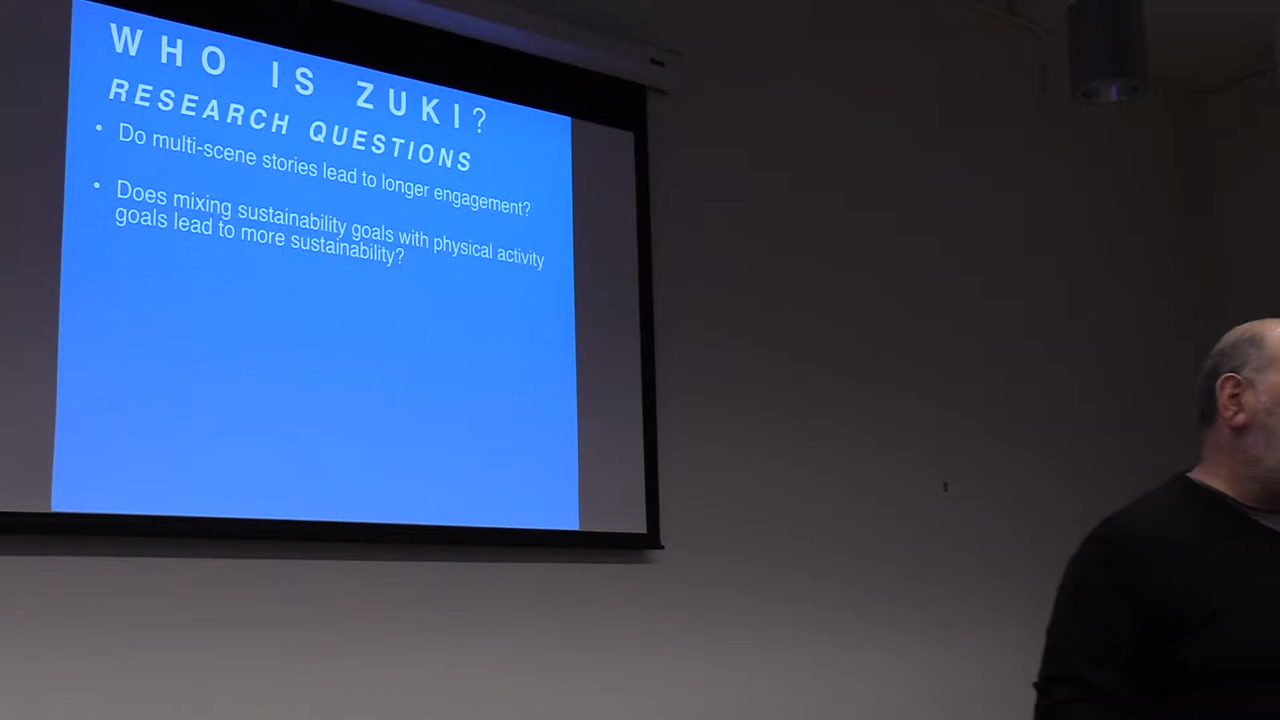 WHO IS ZUKI?
RESEARCH QUESTIONS
• Do multi-scene stories lead to longer engagement?
• Does mixing sustainability goals with physical activity
goals lead to more sustainability?